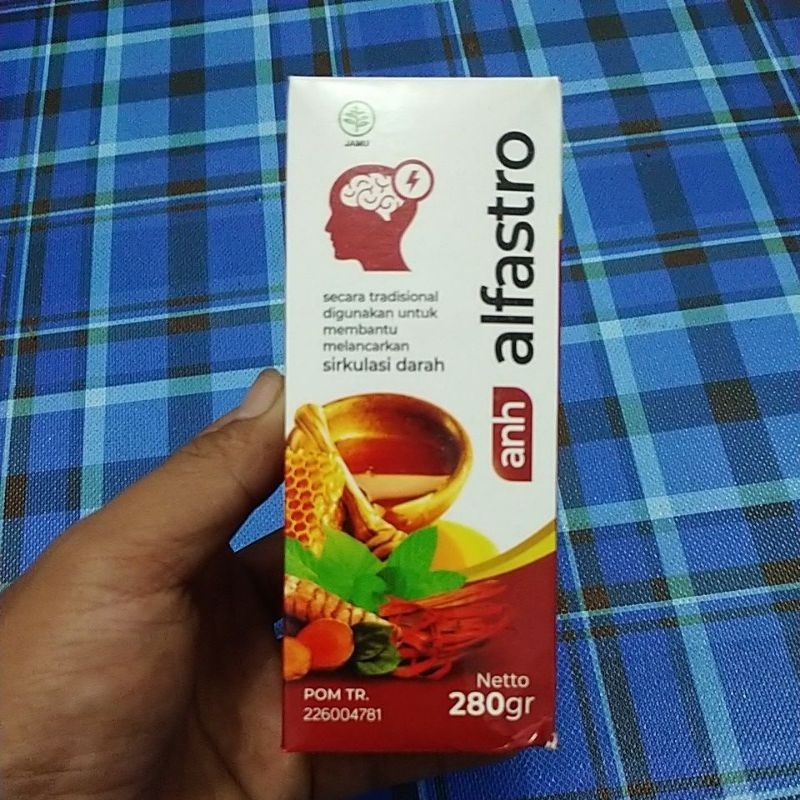 JAMU
secara tradisional
digunakan untuk
membantu
melancarkan
sirkulasi darah
anh alfastro
POM TR.
226004781
Netto
280gr